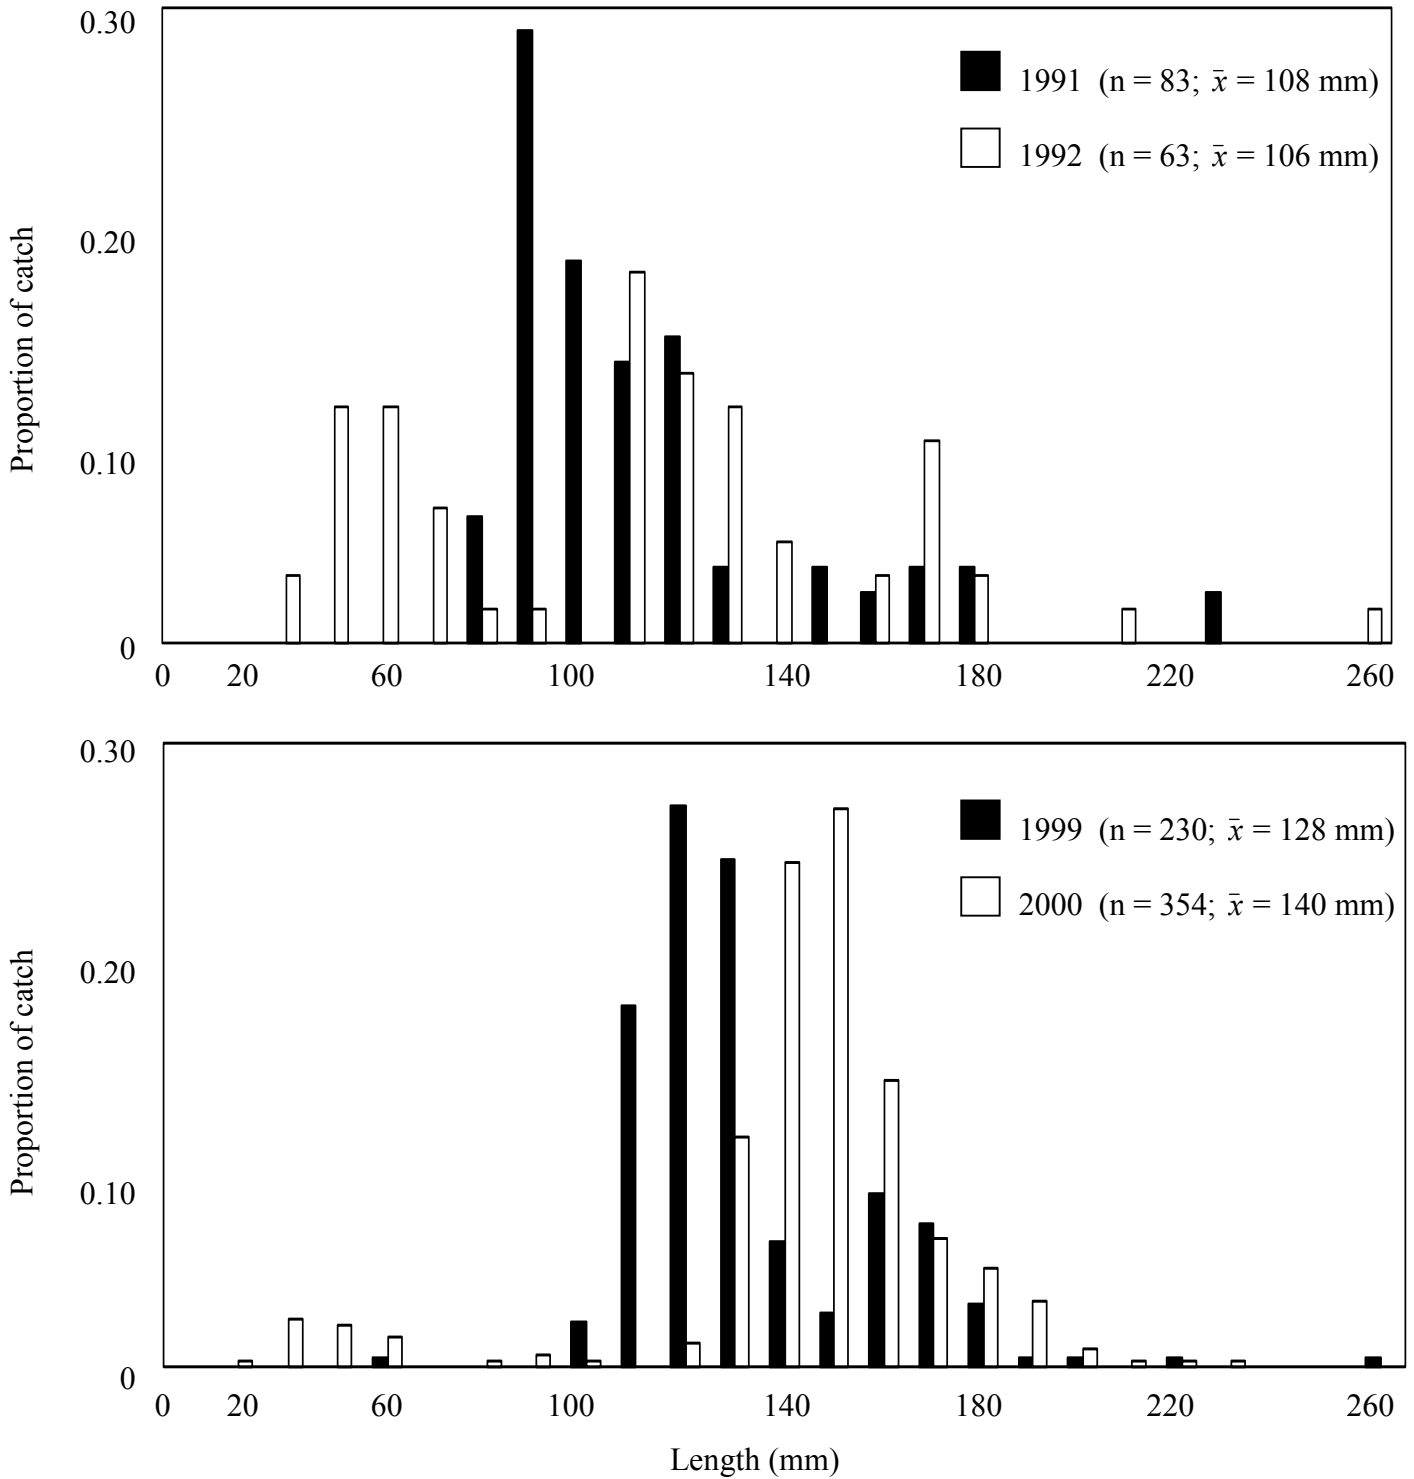 0.30
1991 (n = 83; x̄ = 108 mm)
1992 (n = 63; x̄ = 106 mm)
0.20
Proportion of catch
0.10
0
0 20 60 100 140 180 220 260
0.30
1999 (n = 230; x̄ = 128 mm)
2000 (n = 354; x̄ = 140 mm)
0.20
Proportion of catch
0.10
0
0 20 60 100 140 180 220 260
Length (mm)